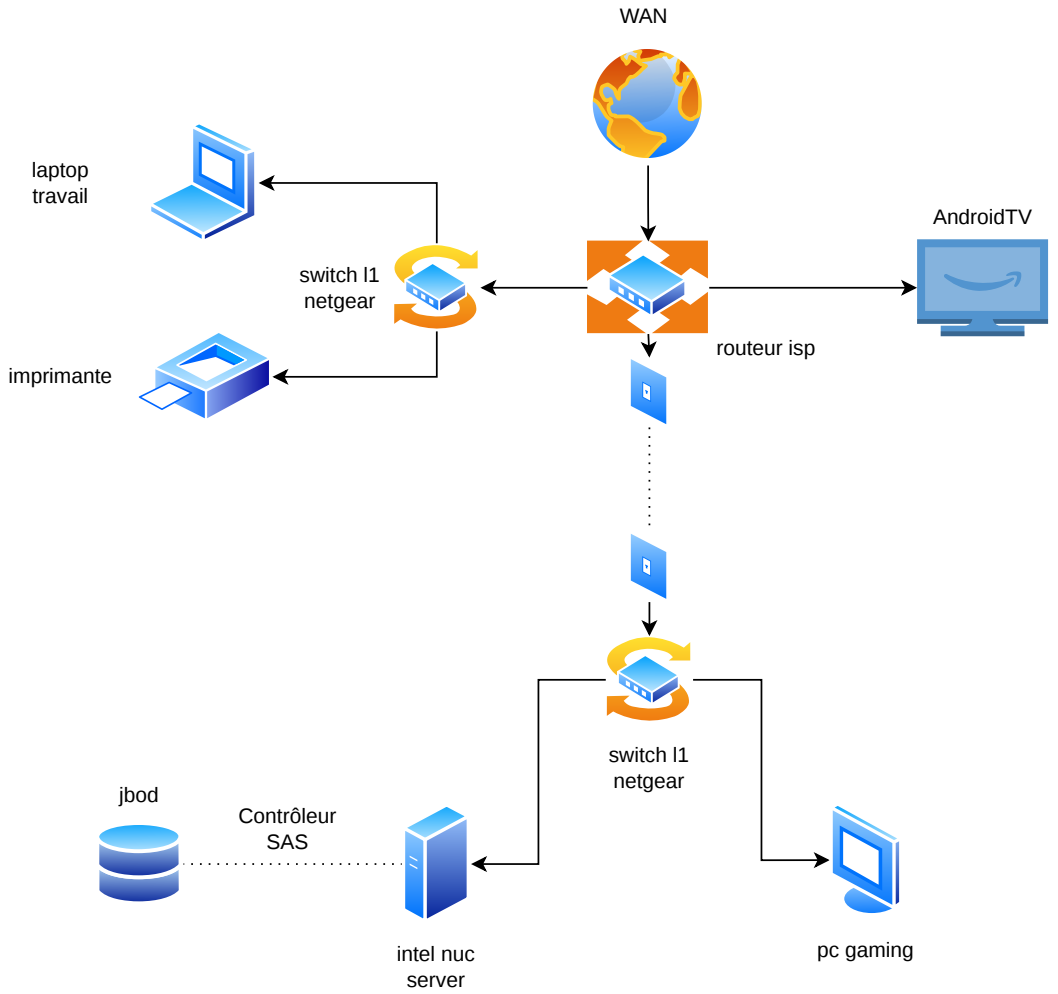 WAN
laptop
travail
AndroidTV
switch l1
netgear
routeur isp
imprimante
switch l1
netgear
jbod
Contrôleur
SAS
intel nuc
server
pc gaming